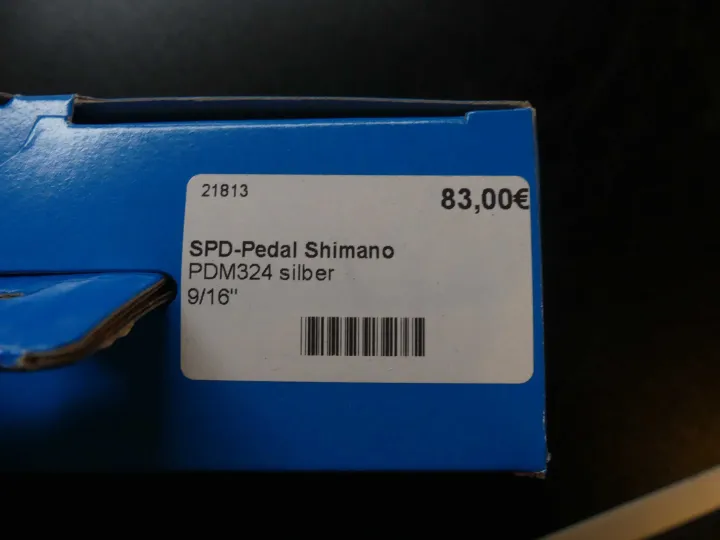 21813
83,00€
SPD-Pedal Shimano
PDM324 silber
9/16"